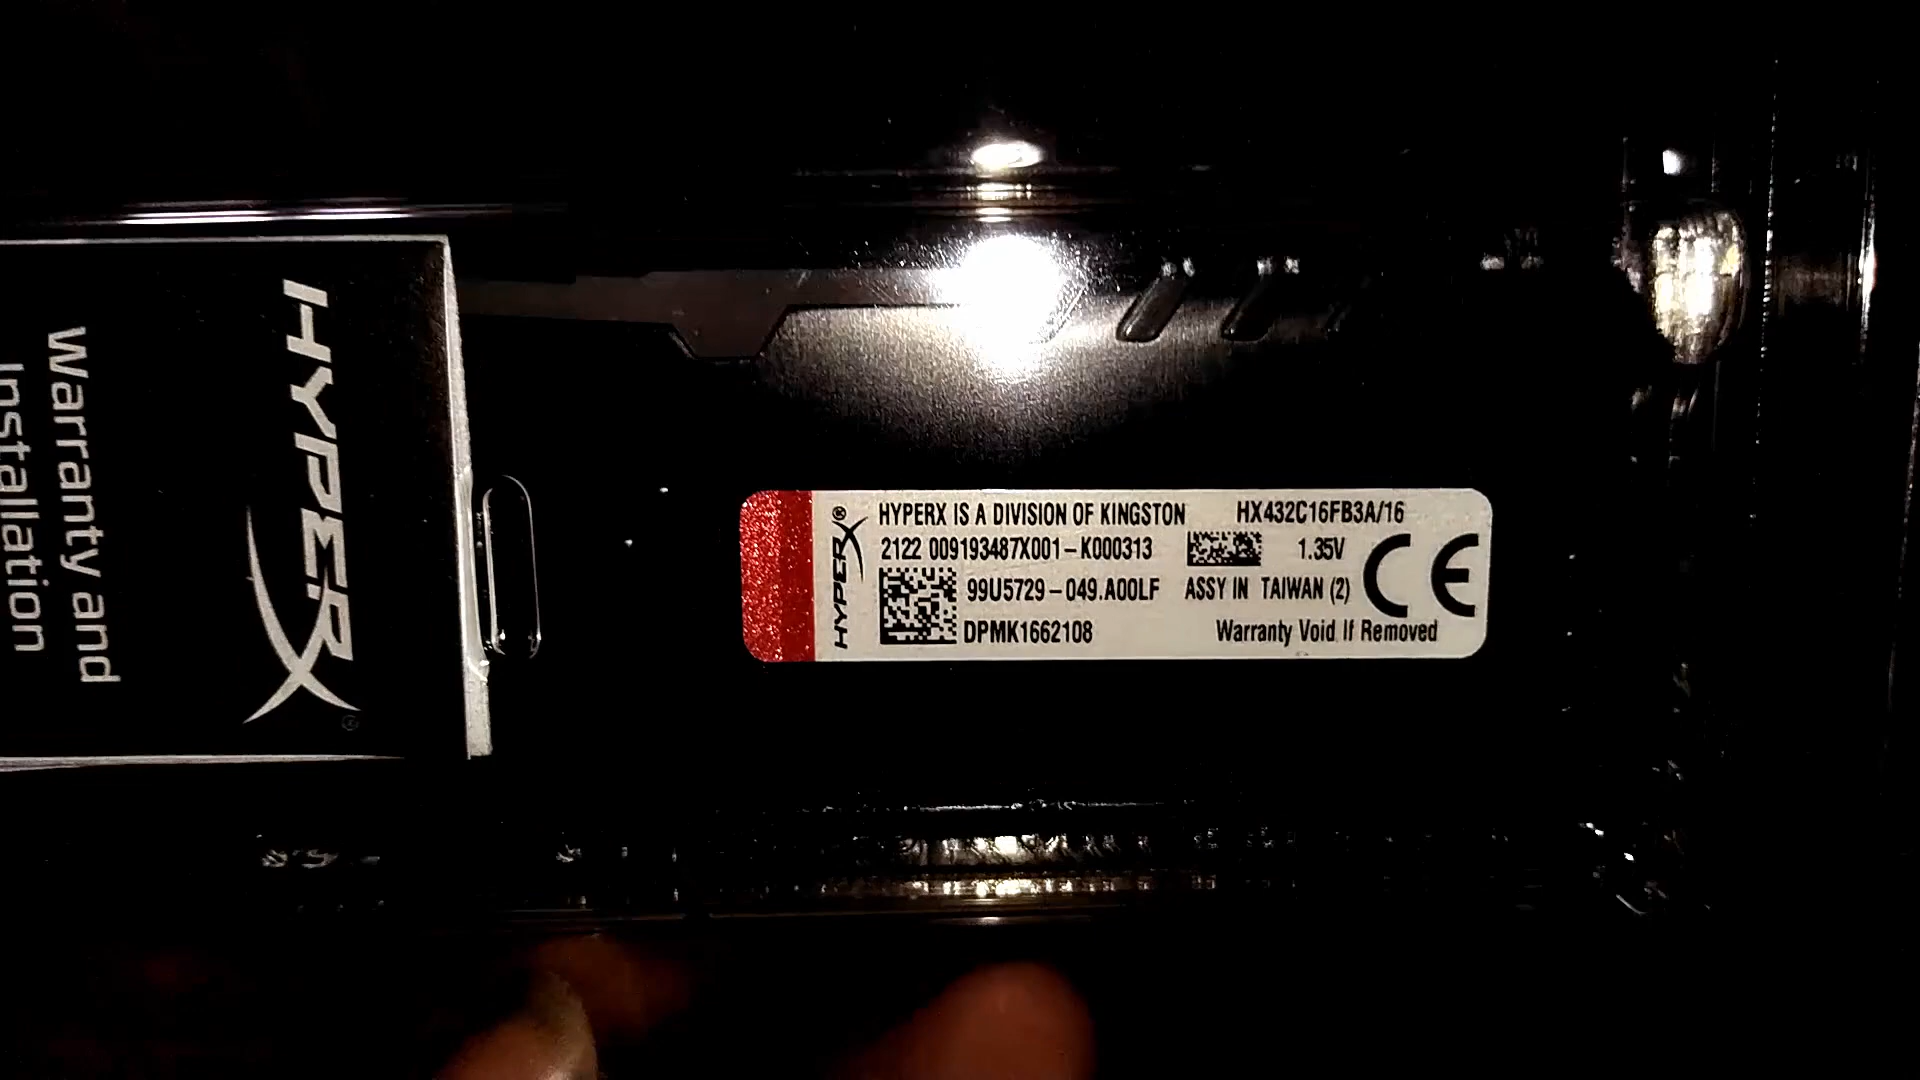 HYPERX®
Warranty and
Installation
HYPERX®
HYPERX IS A DIVISION OF KINGSTON HX432C16FB3A/16
2122 009193487X001-K000313 1.35V CE
99U5729-049.A00LF ASSY IN TAIWAN (2)
DPMK1662108 Warranty Void If Removed